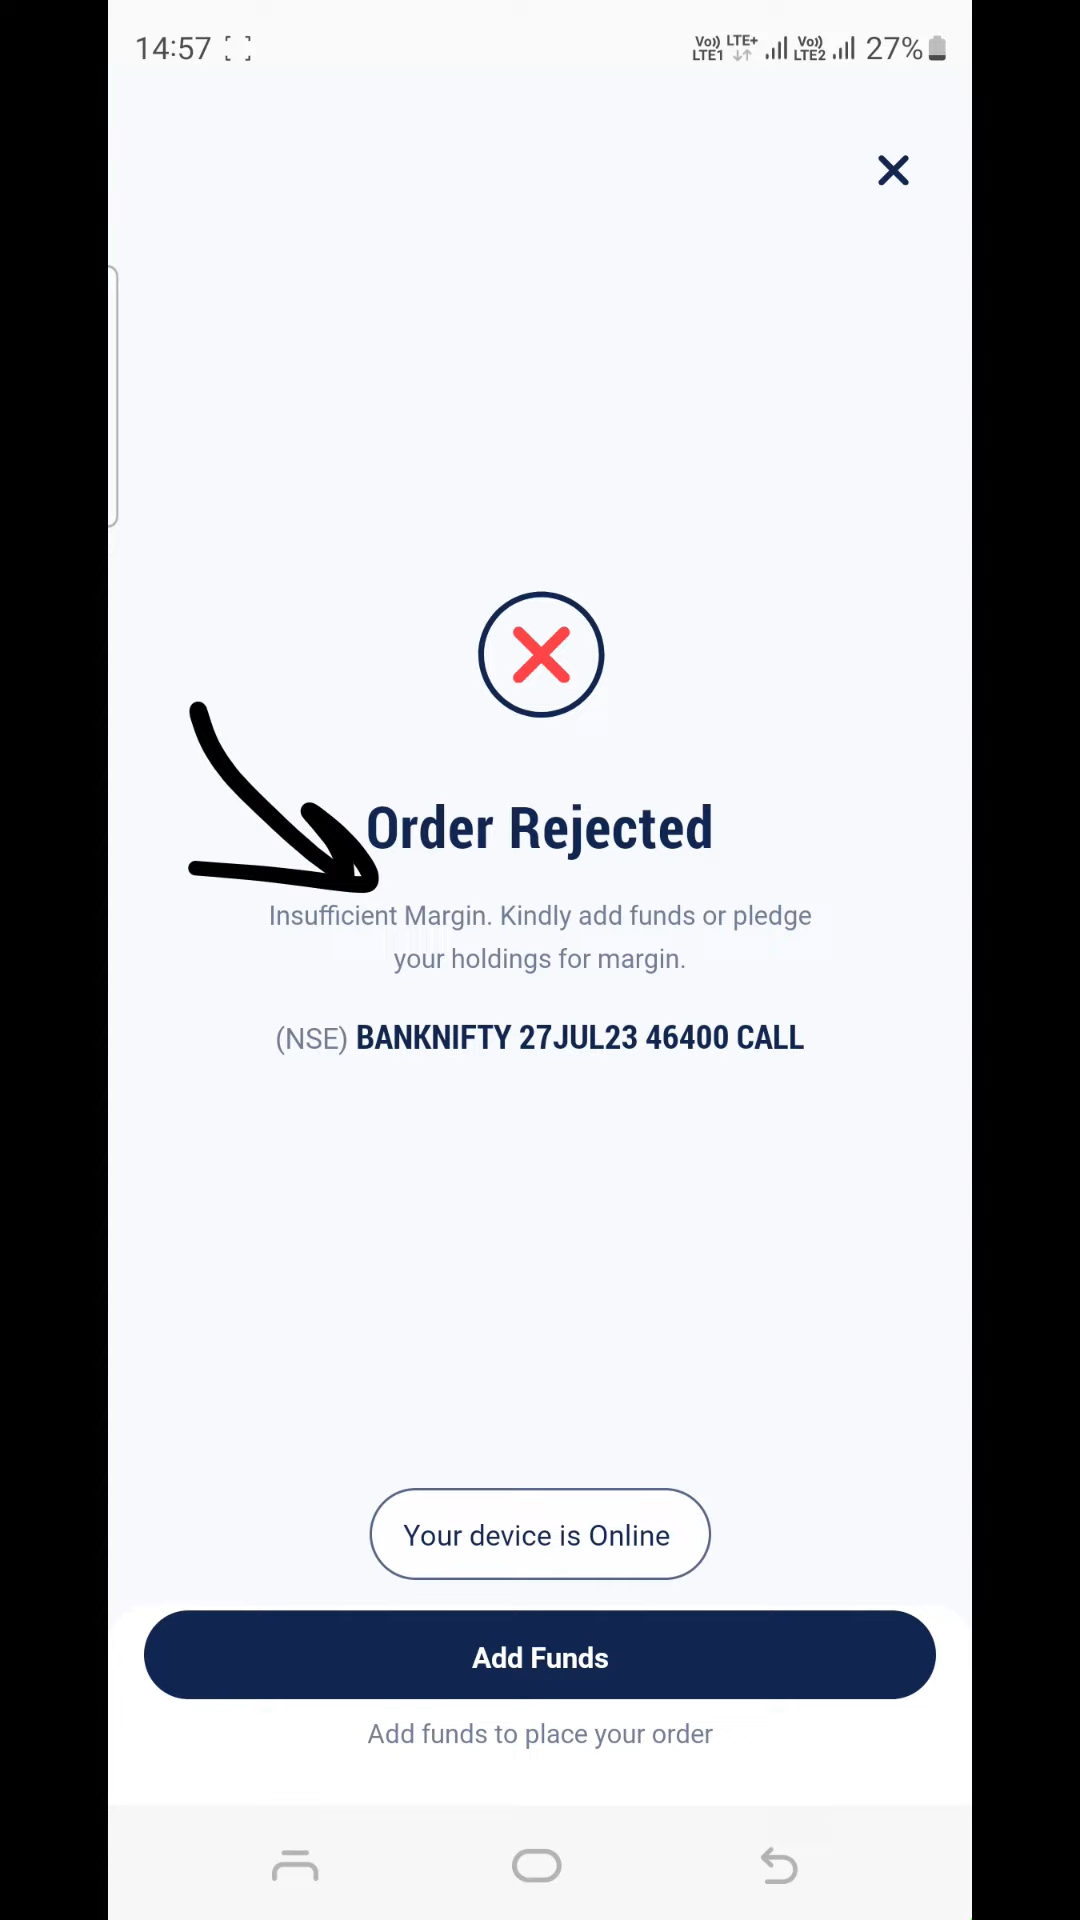 14:57
Vo)) LTE+
LTE1
Vo))
LTE2
27%
Order Rejected
Insufficient Margin. Kindly add funds or pledge
your holdings for margin.
(NSE) BANKNIFTY 27JUL23 46400 CALL
Your device is Online
Add Funds
Add funds to place your order